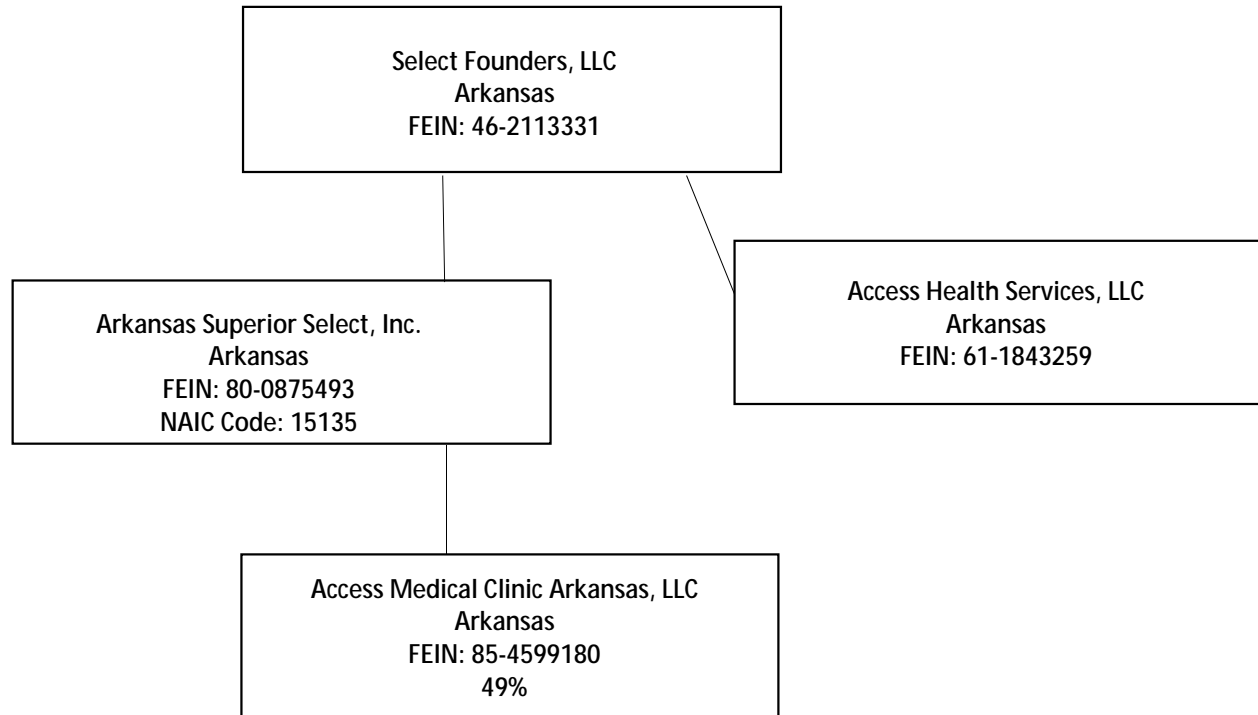 Select Founders, LLC
Arkansas
FEIN: 46-2113331
Arkansas Superior Select, Inc.
Arkansas
FEIN: 80-0875493
NAIC Code: 15135
Access Health Services, LLC
Arkansas
FEIN: 61-1843259
Access Medical Clinic Arkansas, LLC
Arkansas
FEIN: 85-4599180
49%